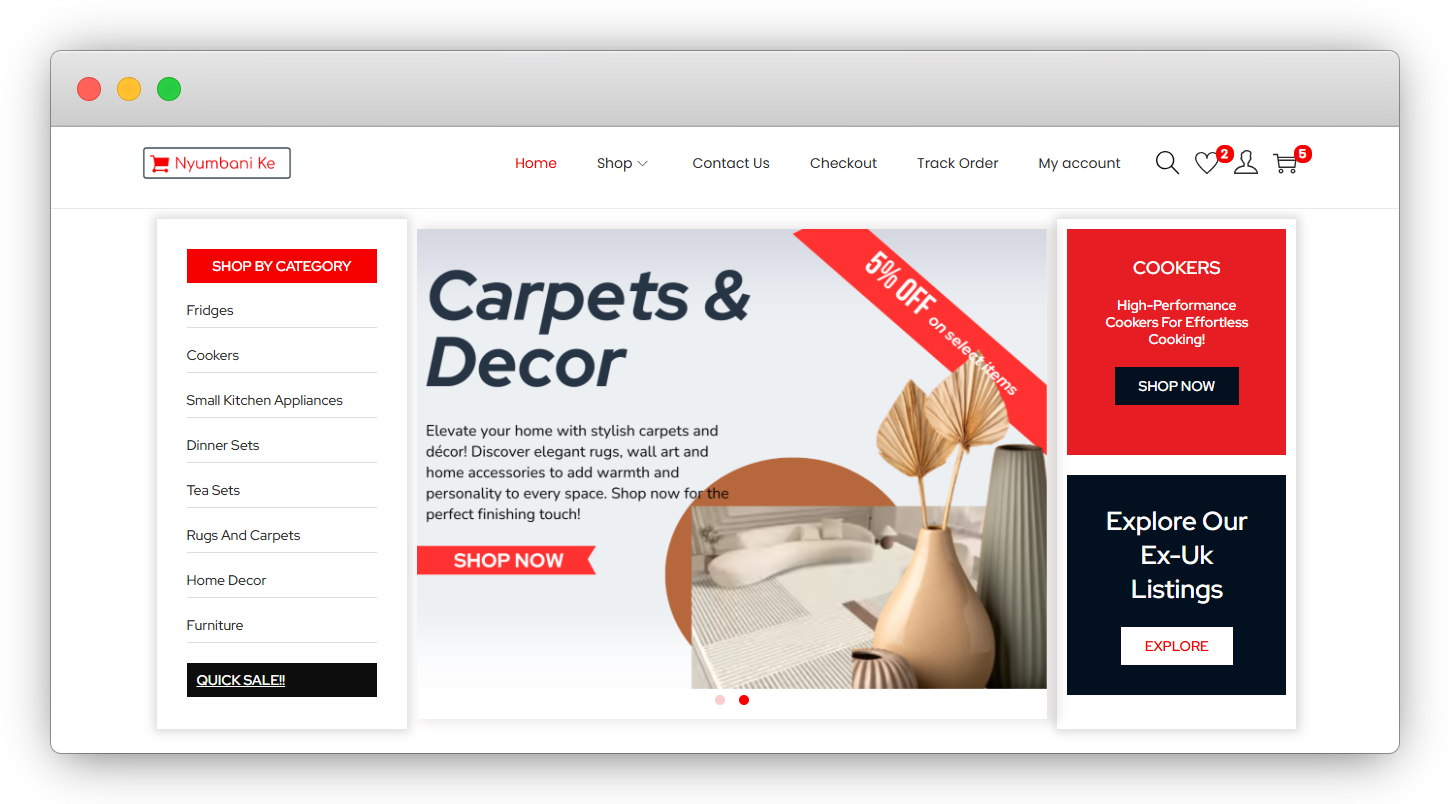 Nyumbani Ke
Home
Shop
Contact Us
Checkout
Track Order
My account
2
5
SHOP BY CATEGORY
Fridges
Cookers
Small Kitchen Appliances
Dinner Sets
Tea Sets
Rugs And Carpets
Home Decor
Furniture
QUICK SALE!!
Carpets &
Decor
5% OFF on select items
Elevate your home with stylish carpets and
décor! Discover elegant rugs, wall art and
home accessories to add warmth and
personality to every space. Shop now for the
perfect finishing touch!
SHOP NOW
COOKERS
High-Performance
Cookers For Effortless
Cooking!
SHOP NOW
Explore Our
Ex-Uk
Listings
EXPLORE